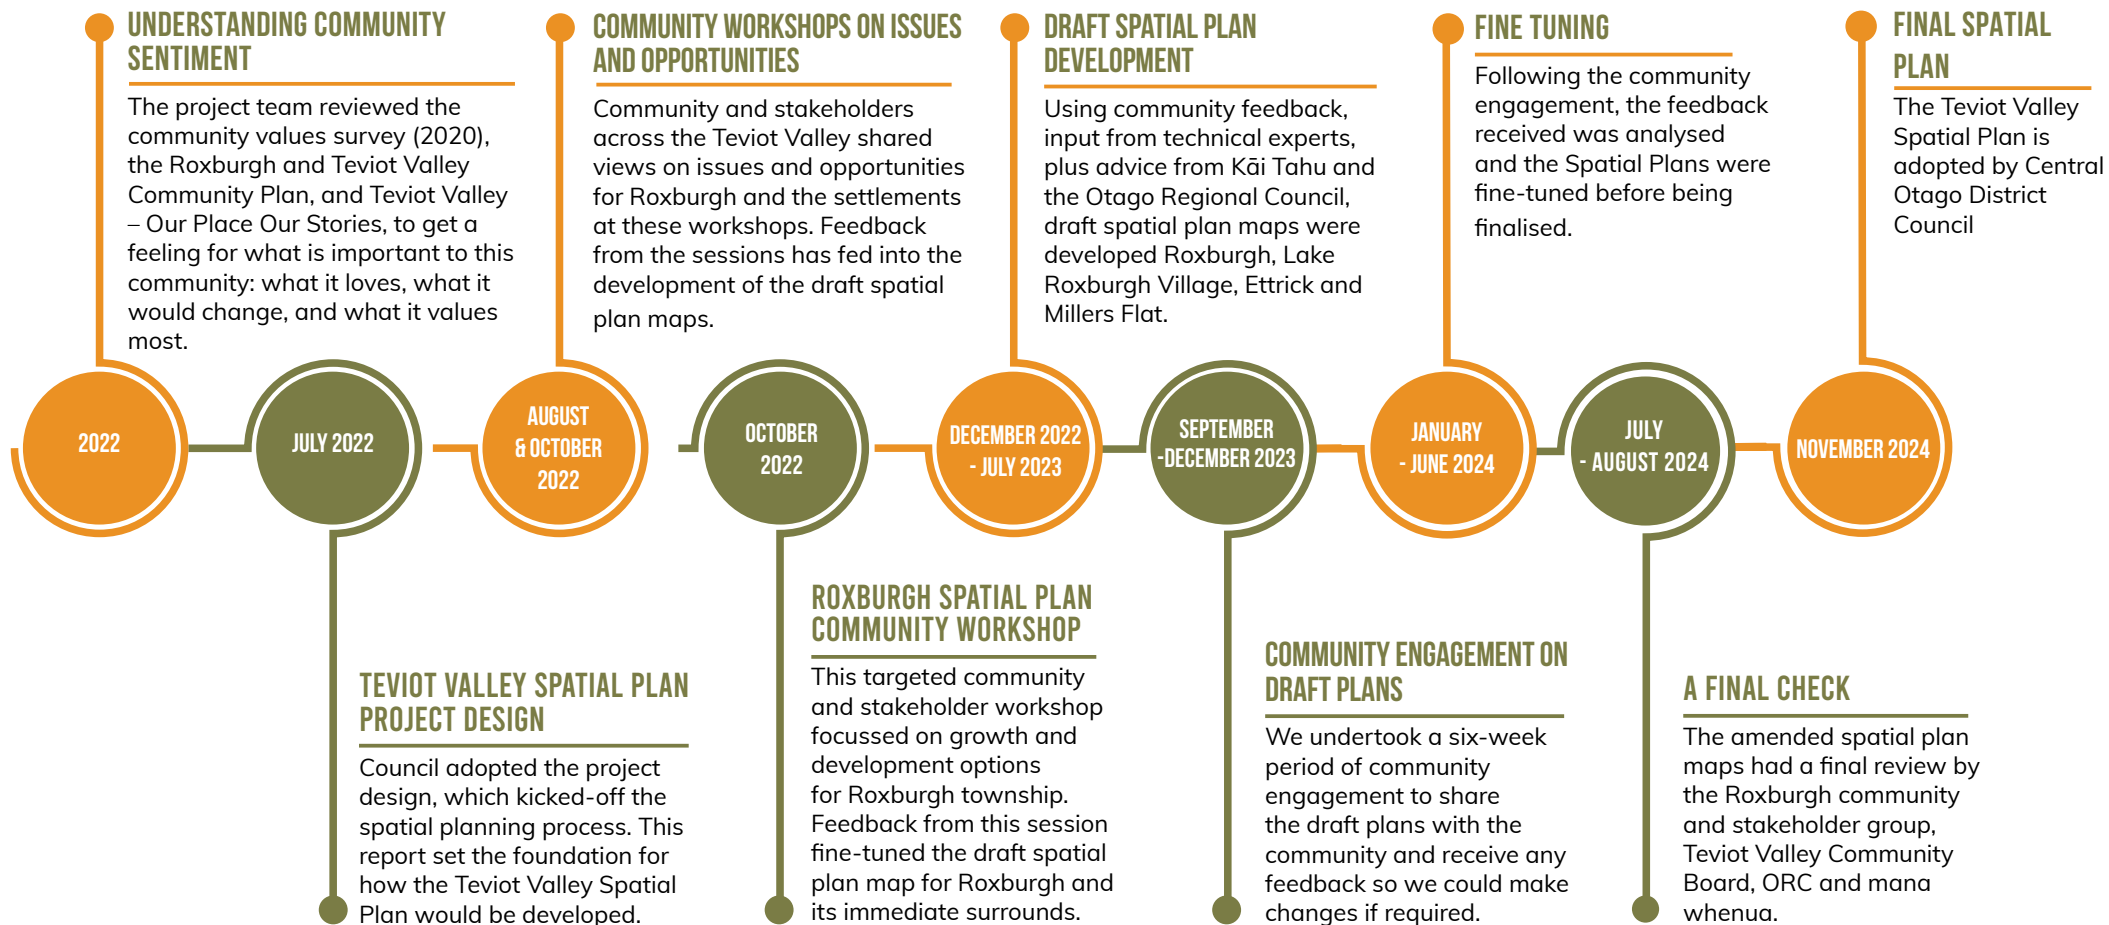 UNDERSTANDING COMMUNITY
SENTIMENT
The project team reviewed the
community values survey (2020),
the Roxburgh and Teviot Valley
Community Plan, and Teviot Valley
– Our Place Our Stories, to get a
feeling for what is important to this
community: what it loves, what it
would change, and what it values
most.
COMMUNITY WORKSHOPS ON ISSUES
AND OPPORTUNITIES
Community and stakeholders
across the Teviot Valley shared
views on issues and opportunities
for Roxburgh and the settlements
at these workshops. Feedback
from the sessions has fed into the
development of the draft spatial
plan maps.
DRAFT SPATIAL PLAN
DEVELOPMENT
Using community feedback,
input from technical experts,
plus advice from Kāi Tahu and
the Otago Regional Council,
draft spatial plan maps were
developed Roxburgh, Lake
Roxburgh Village, Ettrick and
Millers Flat.
FINE TUNING
Following the community
engagement, the feedback
received was analysed
and the Spatial Plans were
fine-tuned before being
finalised.
FINAL SPATIAL
PLAN
The Teviot Valley
Spatial Plan is
adopted by Central
Otago District
Council
2022
JULY 2022
AUGUST
& OCTOBER
2022
OCTOBER
2022
DECEMBER 2022
- JULY 2023
SEPTEMBER
-DECEMBER 2023
JANUARY
- JUNE 2024
JULY
- AUGUST 2024
NOVEMBER 2024
TEVIOT VALLEY SPATIAL PLAN
PROJECT DESIGN
Council adopted the project
design, which kicked-off the
spatial planning process. This
report set the foundation for
how the Teviot Valley Spatial
Plan would be developed.
ROXBURGH SPATIAL PLAN
COMMUNITY WORKSHOP
This targeted community
and stakeholder workshop
focussed on growth and
development options
for Roxburgh township.
Feedback from this session
fine-tuned the draft spatial
plan map for Roxburgh and
its immediate surrounds.
COMMUNITY ENGAGEMENT ON
DRAFT PLANS
We undertook a six-week
period of community
engagement to share
the draft plans with the
community and receive any
feedback so we could make
changes if required.
A FINAL CHECK
The amended spatial plan
maps had a final review by
the Roxburgh community
and stakeholder group,
Teviot Valley Community
Board, ORC and mana
whenua.